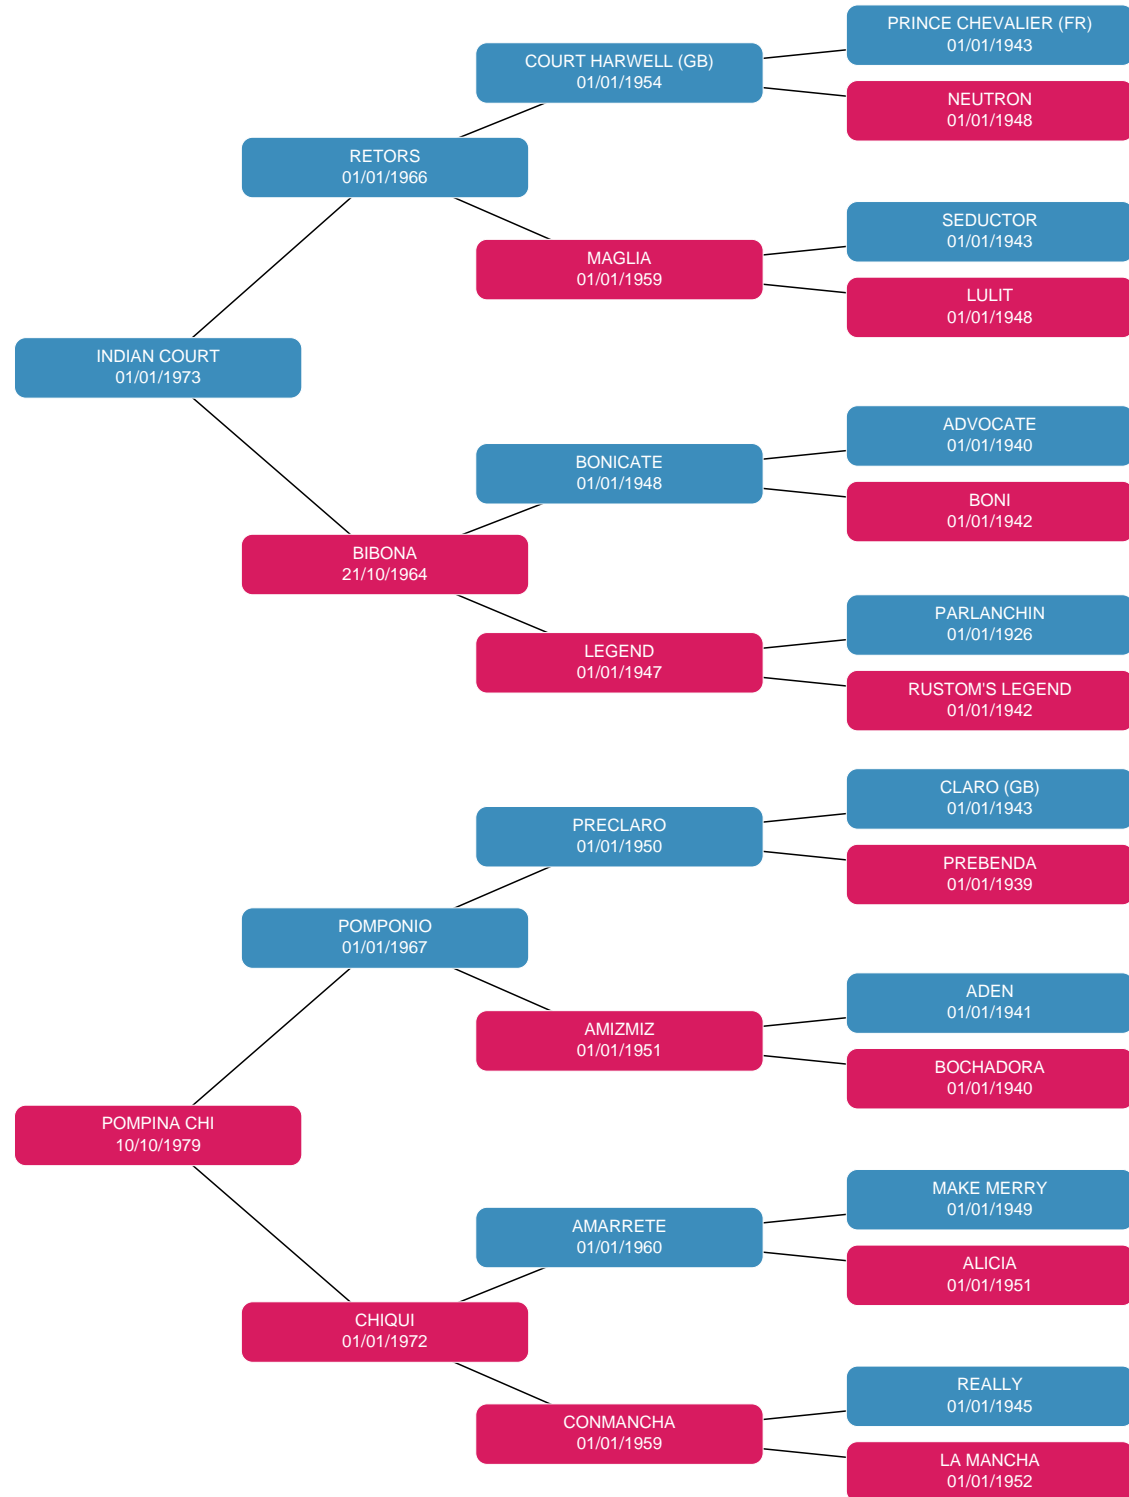 PRINCE CHEVALIER (FR)
01/01/1943
COURT HARWELL (GB)
01/01/1954
NEUTRON
01/01/1948
RETORS
01/01/1966
SEDUCTOR
01/01/1943
MAGLIA
01/01/1959
LULIT
01/01/1948
INDIAN COURT
01/01/1973
ADVOCATE
01/01/1940
BONICATE
01/01/1948
BONI
01/01/1942
BIBONA
21/10/1964
PARLANCHIN
01/01/1926
LEGEND
01/01/1947
RUSTOM'S LEGEND
01/01/1942
CLARO (GB)
01/01/1943
PRECLARO
01/01/1950
PREBENDA
01/01/1939
POMPONIO
01/01/1967
ADEN
01/01/1941
AMIZMIZ
01/01/1951
BOCHADORA
01/01/1940
POMPINA CHI
10/10/1979
MAKE MERRY
01/01/1949
AMARRETE
01/01/1960
ALICIA
01/01/1951
CHIQUI
01/01/1972
REALLY
01/01/1945
CONMANCHA
01/01/1959
LA MANCHA
01/01/1952